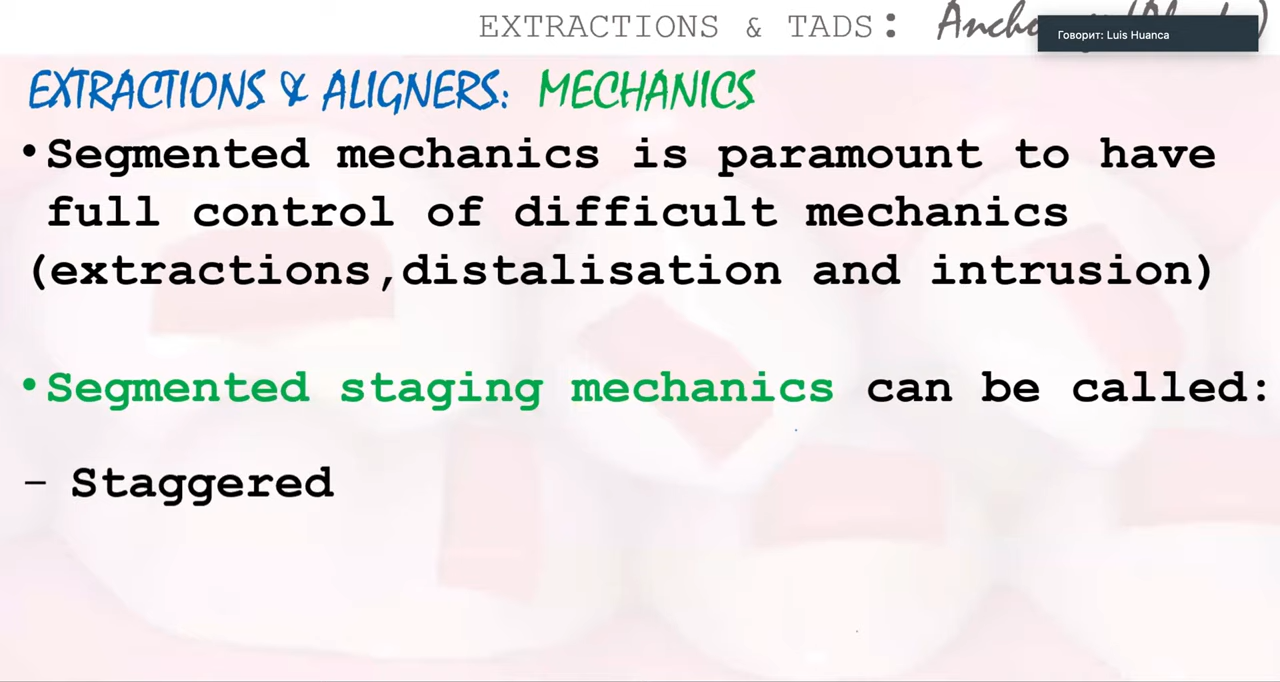 EXTRACTIONS & TADS:
Говорит: Luis Huanca
EXTRACTIONS & ALIGNERS: MECHANICS
•Segmented mechanics is paramount to have
full control of difficult mechanics
(extractions,distalisation and intrusion)
•Segmented staging mechanics can be called:
– Staggered